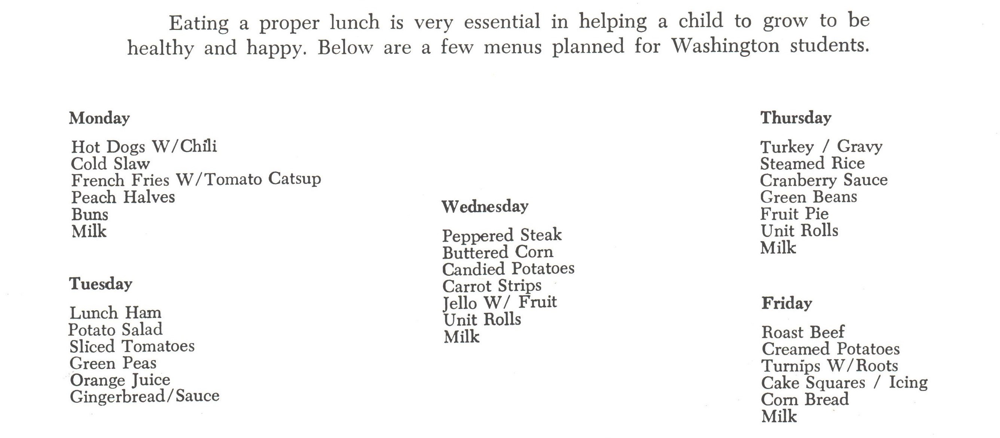 Eating a proper lunch is very essential in helping a child to grow to be
healthy and happy. Below are a few menus planned for Washington students.
Monday
Hot Dogs W/Chili
Cold Slaw
French Fries W/Tomato Catsup
Peach Halves
Buns
Milk
Tuesday
Lunch Ham
Potato Salad
Sliced Tomatoes
Green Peas
Orange Juice
Gingerbread/Sauce
Wednesday
Peppered Steak
Buttered Corn
Candied Potatoes
Carrot Strips
Jello W/ Fruit
Unit Rolls
Milk
Thursday
Turkey / Gravy
Steamed Rice
Cranberry Sauce
Green Beans
Fruit Pie
Unit Rolls
Milk
Friday
Roast Beef
Creamed Potatoes
Turnips W/Roots
Cake Squares / Icing
Corn Bread
Milk